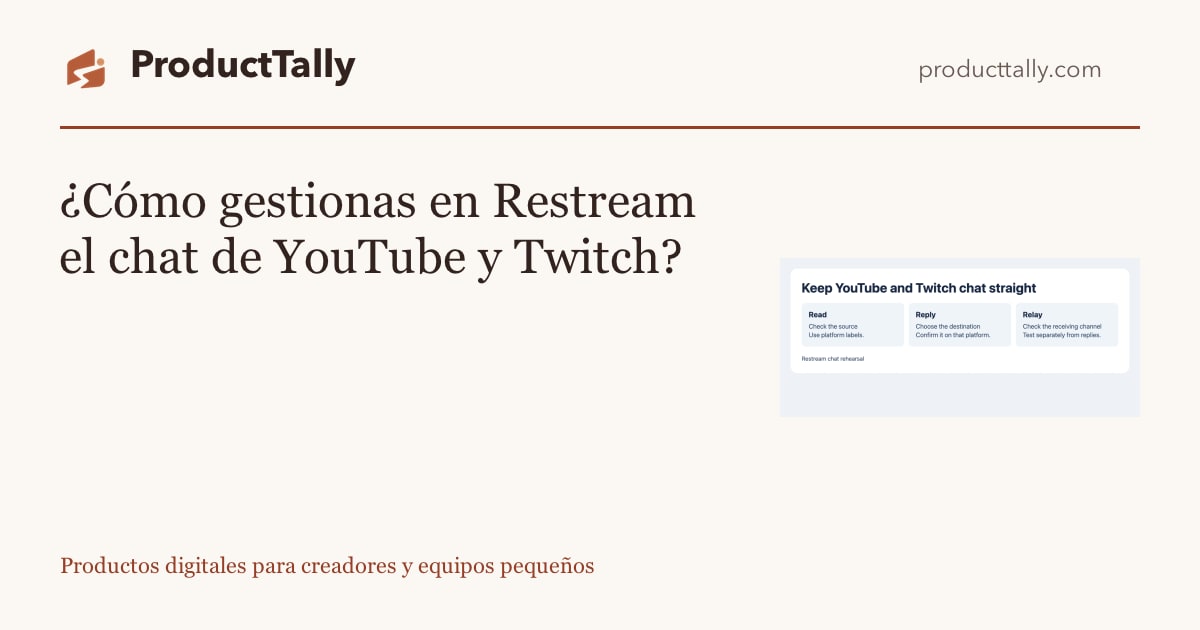 ProductTally
producttally.com
¿Cómo gestionas en Restream
el chat de YouTube y Twitch?
Keep YouTube and Twitch chat straight
Read
Check the source
Use platform labels.
Reply
Choose the destination
Confirm it on that platform.
Relay
Check the receiving channel
Test separately from replies.
Restream chat rehearsal
Productos digitales para creadores y equipos pequeños